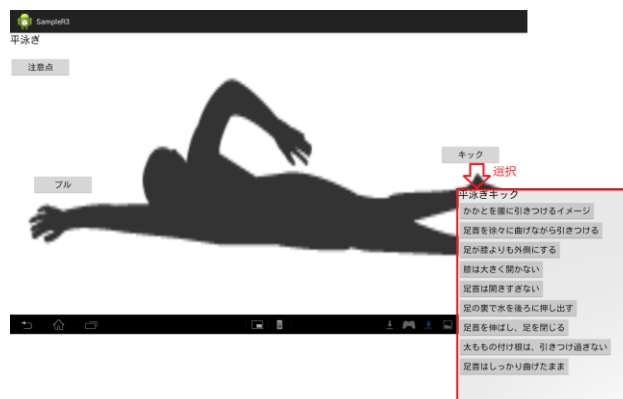 SampleR3
平泳ぎ
注意点
キック
選択
プル
平泳ぎキック
かかとを腰に引きつけるイメージ
足首を徐々に曲げながら引きつける
足が膝よりも外側にする
膝は大きく開かない
足首は開きすぎない
足の裏で水を後ろに押し出す
足首を伸ばし、足を閉じる
太ももの付け根は、引きつけ過ぎない
足首はしっかり曲げたまま